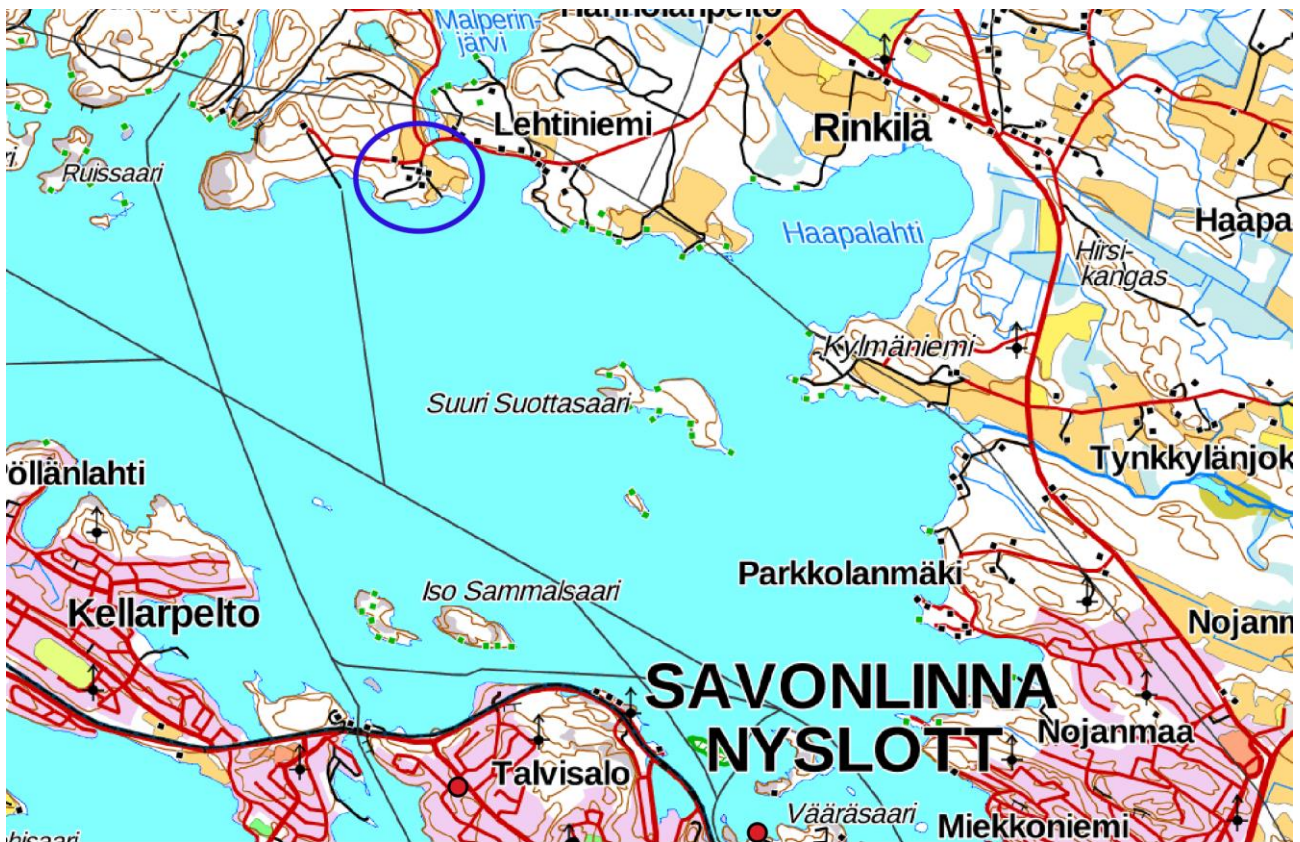 Malperin-
järvi
Lehtiniemi
Rinkilä
Ruissaari
Haapalahti
Haapa
Hirsi-
kangas
Kylmäniemi
Suuri Suottasaari
öllänlahti
Tynkkylänjok
Iso Sammalsaari
Parkkolanmäki
Kellarpelto
Nojanm
SAVONLINNA
NYSLOTT
Nojanmaa
Talvisalo
Vääräsaari
Miekkoniemi